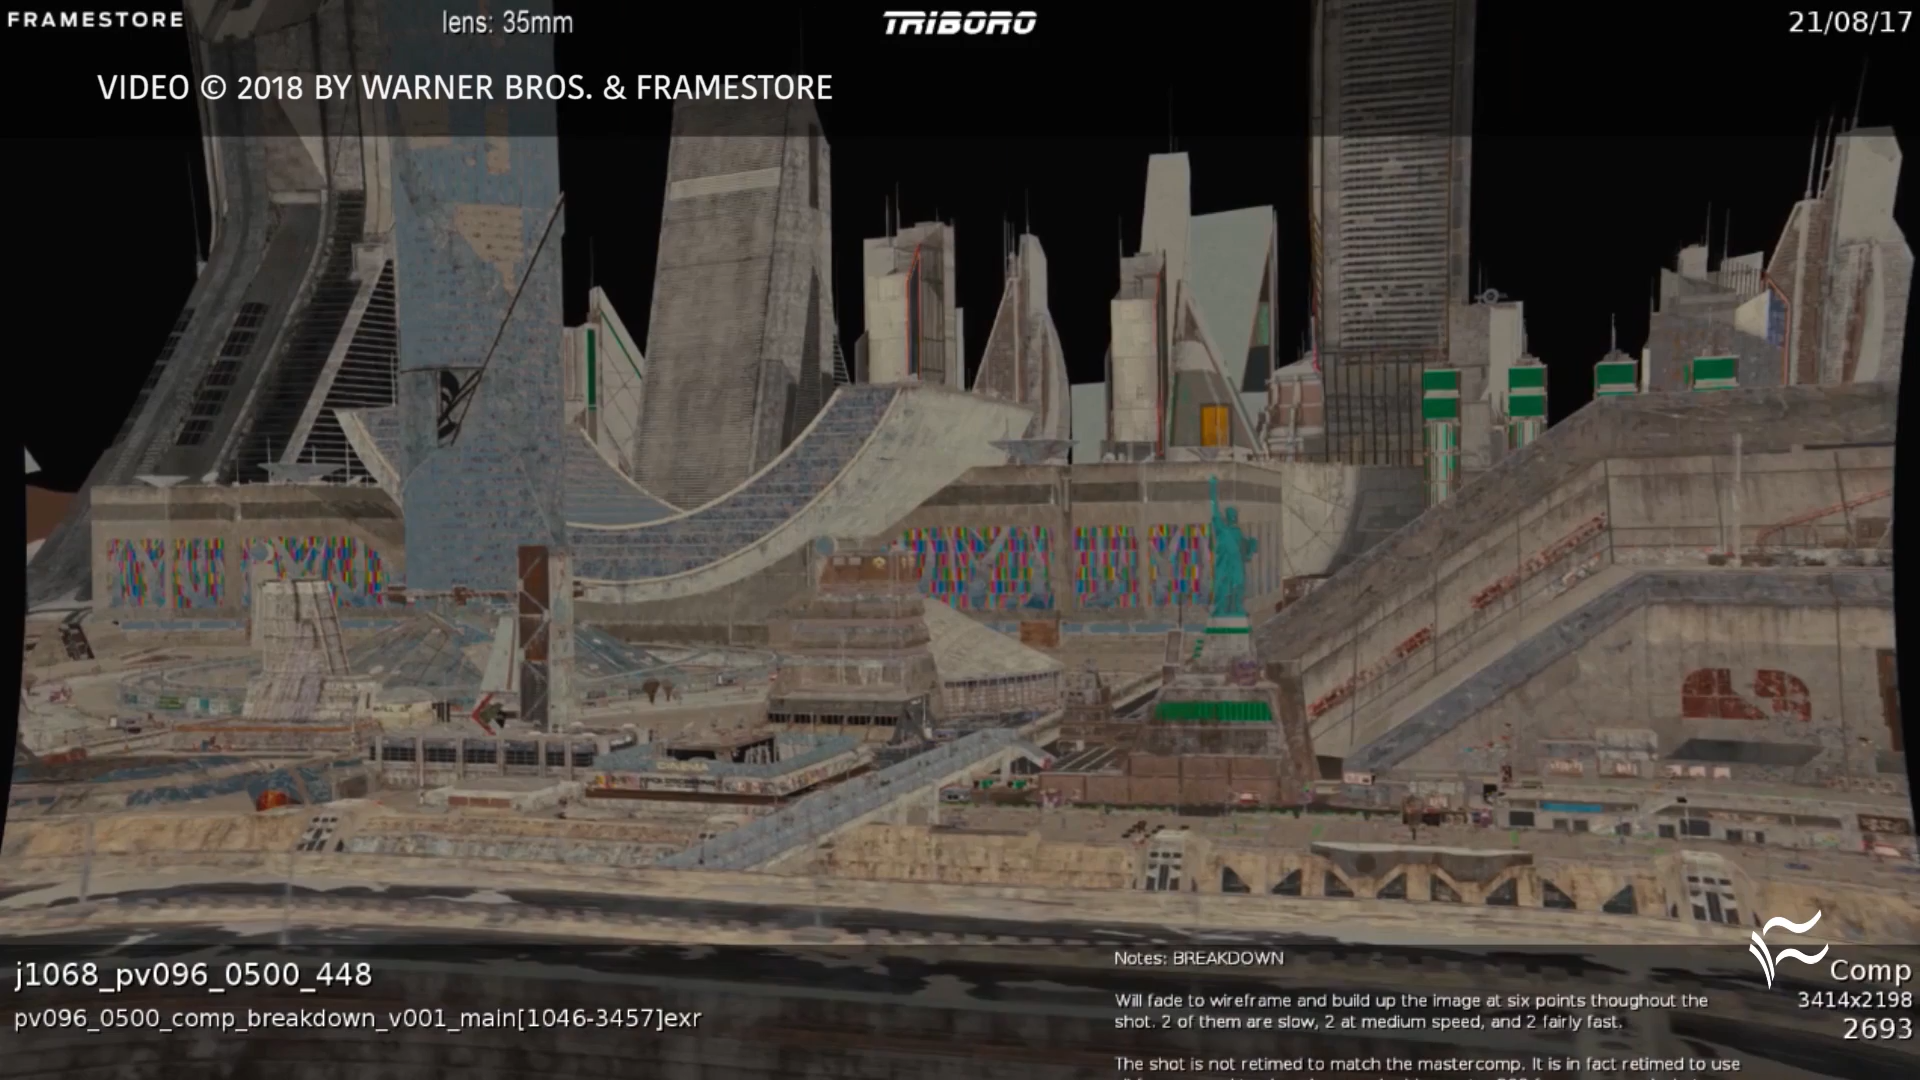 FRAMESTORE
lens: 35mm
TRIBORO
21/08/17
VIDEO © 2018 BY WARNER BROS. & FRAMESTORE
j1068_pv096_0500_448
pv096_0500_comp_breakdown_v001_main[1046-3457]exr
Notes: BREAKDOWN
Will fade to wireframe and build up the image at six points thoughout the
shot. 2 of them are slow, 2 at medium speed, and 2 fairly fast.
The shot is not retimed to match the mastercomp. It is in fact retimed to use
Comp
3414x2198
2693